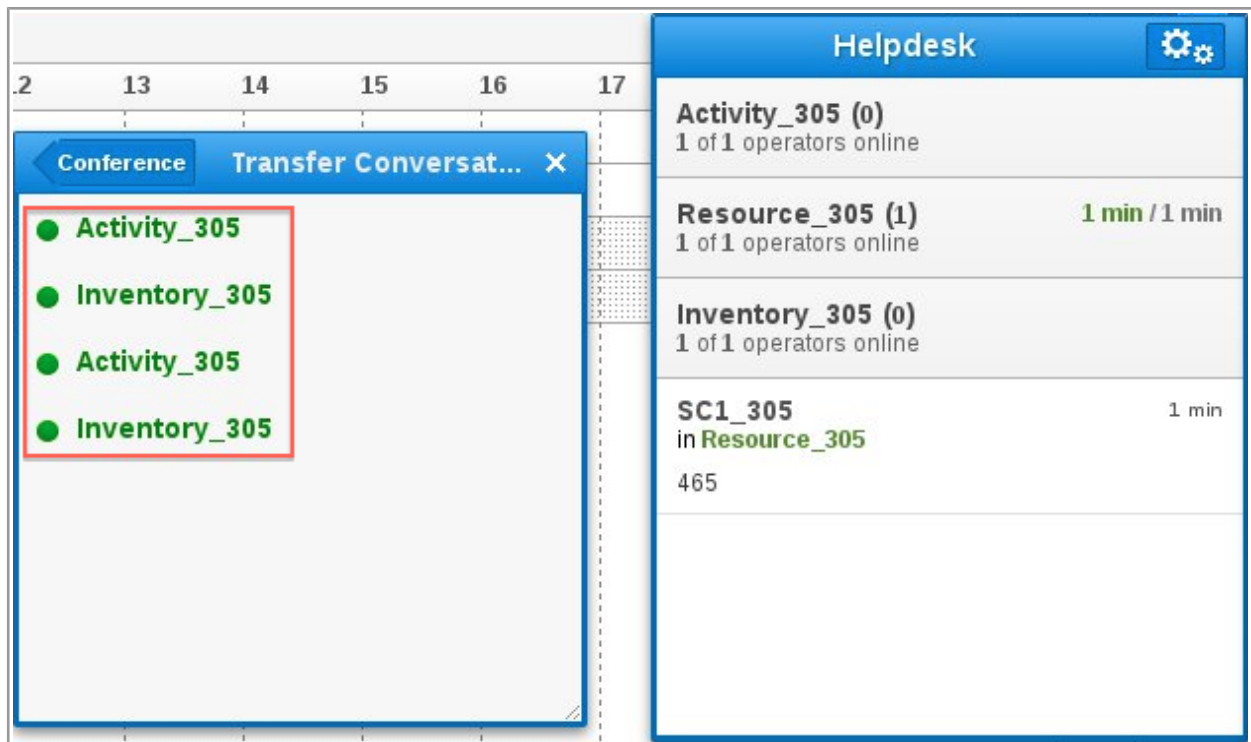 .2 13 14 15 16 17
Conference
Transfer Conversat...
Activity_305
Inventory_305
Activity_305
Inventory_305
Helpdesk
Activity_305 (0)
1 of 1 operators online
Resource_305 (1)
1 min / 1 min
1 of 1 operators online
Inventory_305 (0)
1 of 1 operators online
SC1_305
1 min
in Resource_305
465